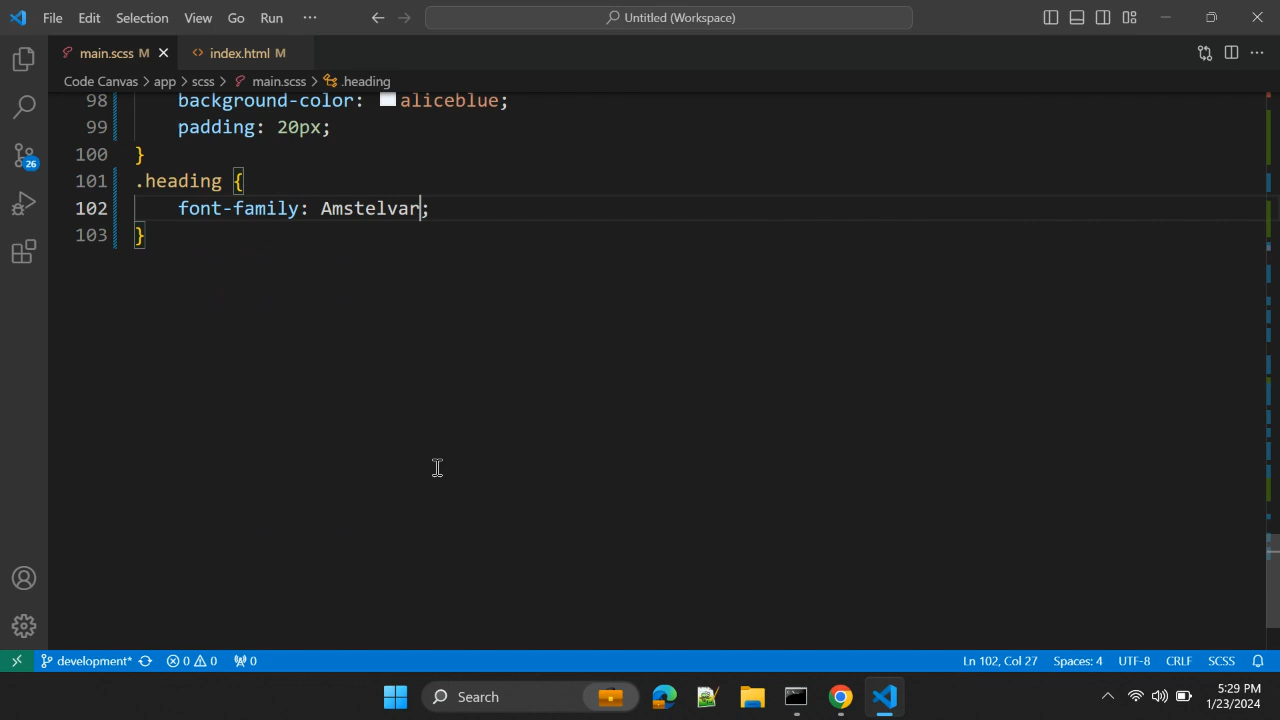 File Edit Selection View Go Run ··· Untitled (Workspace)
main.scss M index.html M
Code Canvas > app > scss > main.scss > .heading
98 background-color: aliceblue;
99 padding: 20px;
100 }
101 .heading {
102 font-family: Amstelvar;
103 }
26
development* 0 0 0 Ln 102, Col 27 Spaces: 4 UTF-8 CRLF SCSS
Search
5:29 PM
1/23/2024